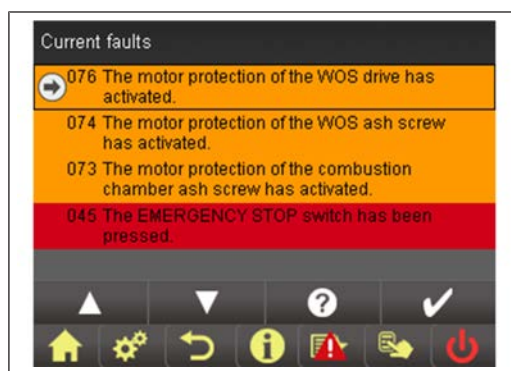 Current faults
076 The motor protection of the WOS drive has
activated.
074 The motor protection of the WOS ash screw
has activated.
073 The motor protection of the combustion
chamber ash screw has activated.
045 The EMERGENCY STOP switch has been
pressed.